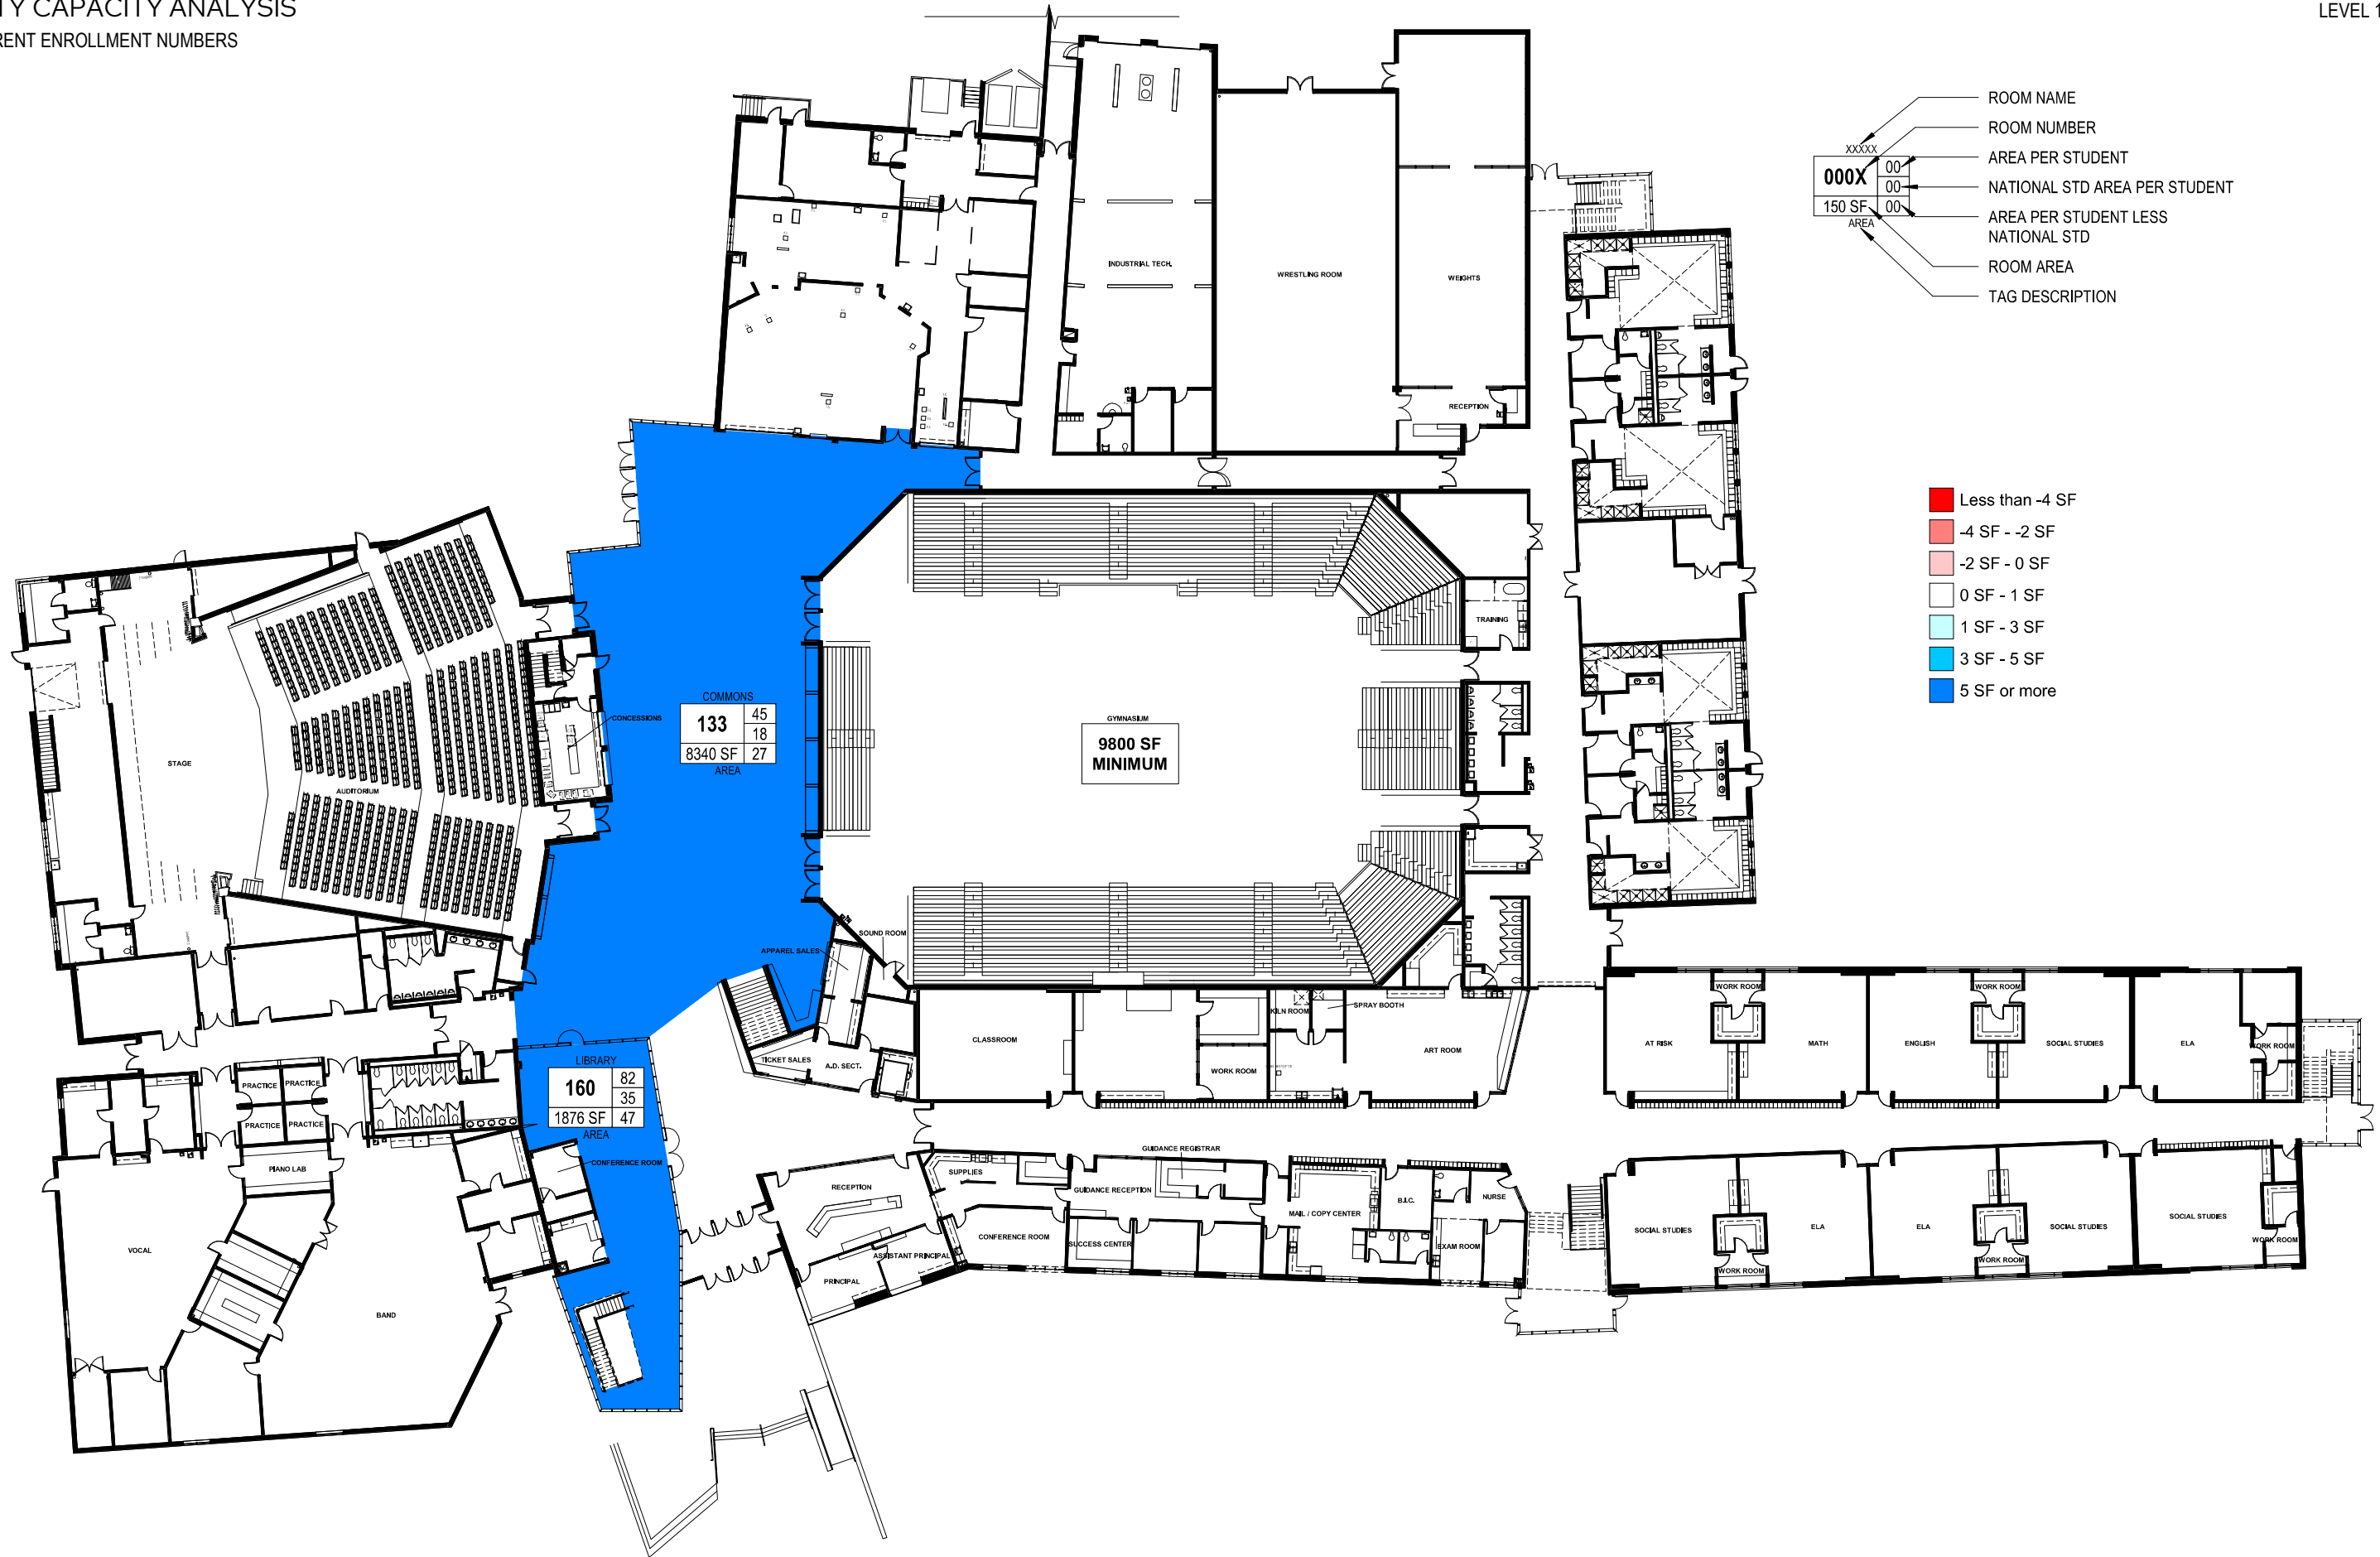 TY CAPACITY ANALYSIS
RENT ENROLLMENT NUMBERS
LEVEL 1
ROOM NAME
ROOM NUMBER
AREA PER STUDENT
NATIONAL STD AREA PER STUDENT
AREA PER STUDENT LESS
NATIONAL STD
ROOM AREA
TAG DESCRIPTION
XXXXX
000X
00
00
150 SF
00
AREA
Less than -4 SF
-4 SF - -2 SF
-2 SF - 0 SF
0 SF - 1 SF
1 SF - 3 SF
3 SF - 5 SF
5 SF or more
INDUSTRIAL TECH.
WRESTLING ROOM
WEIGHTS
RECEPTION
TRAINING
COMMONS
133
45
18
8340 SF
27
AREA
CONCESSIONS
GYMNASIUM
9800 SF
MINIMUM
STAGE
AUDITORIUM
SOUND ROOM
APPAREL SALES
TICKET SALES
A.D. SECT.
CLASSROOM
WORK ROOM
KILN ROOM
SPRAY BOOTH
ART ROOM
AT RISK
WORK ROOM
MATH
ENGLISH
WORK ROOM
SOCIAL STUDIES
ELA
WORK ROOM
LIBRARY
160
82
35
1876 SF
47
AREA
CONFERENCE ROOM
PRACTICE
PRACTICE
PRACTICE
PRACTICE
PIANO LAB
VOCAL
BAND
RECEPTION
SUPPLIES
GUIDANCE REGISTRAR
GUIDANCE RECEPTION
CONFERENCE ROOM
SUCCESS CENTER
ASSISTANT PRINCIPAL
PRINCIPAL
MAIL / COPY CENTER
B.I.C.
NURSE
EXAM ROOM
SOCIAL STUDIES
WORK ROOM
ELA
ELA
WORK ROOM
SOCIAL STUDIES
SOCIAL STUDIES
WORK ROOM